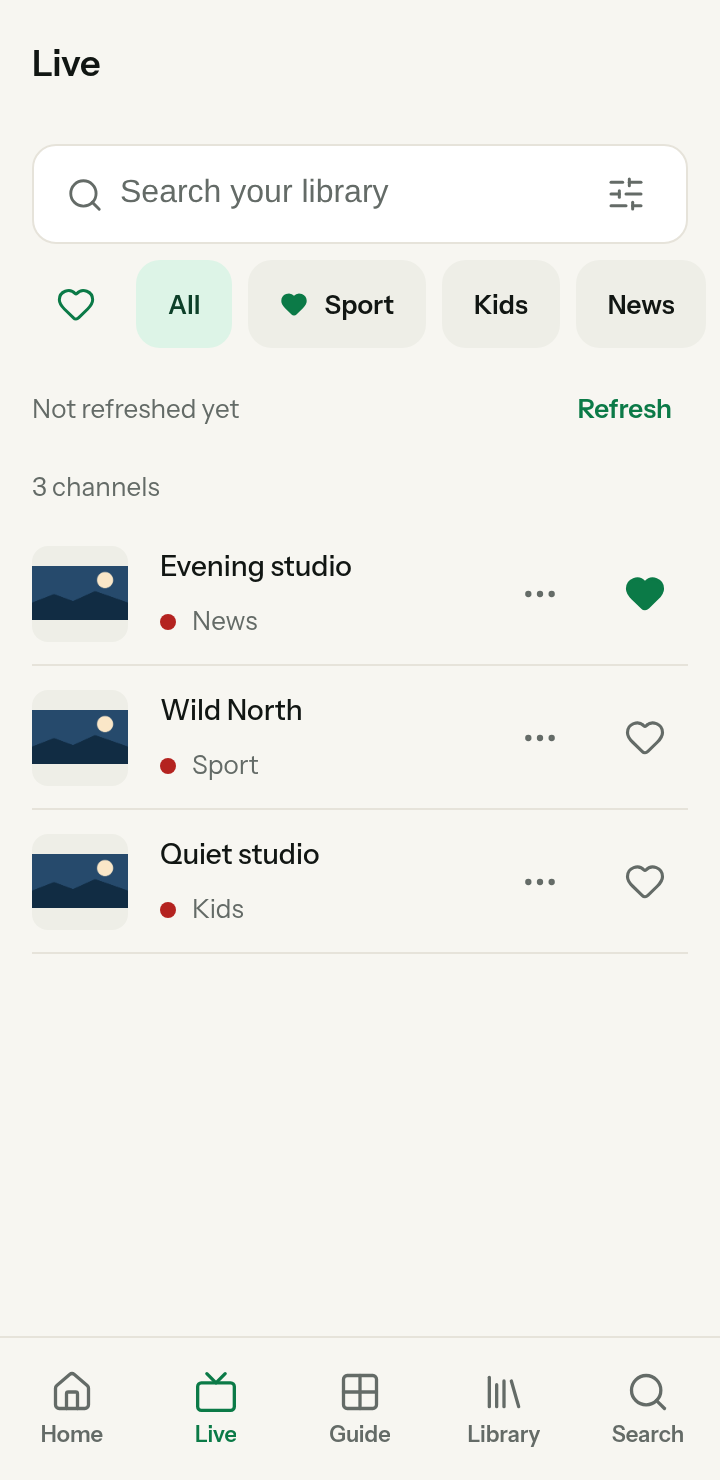 Live
Search your library
All Sport Kids News
Not refreshed yet Refresh
3 channels
Evening studio
News
Wild North
Sport
Quiet studio
Kids
Home Live Guide Library Search